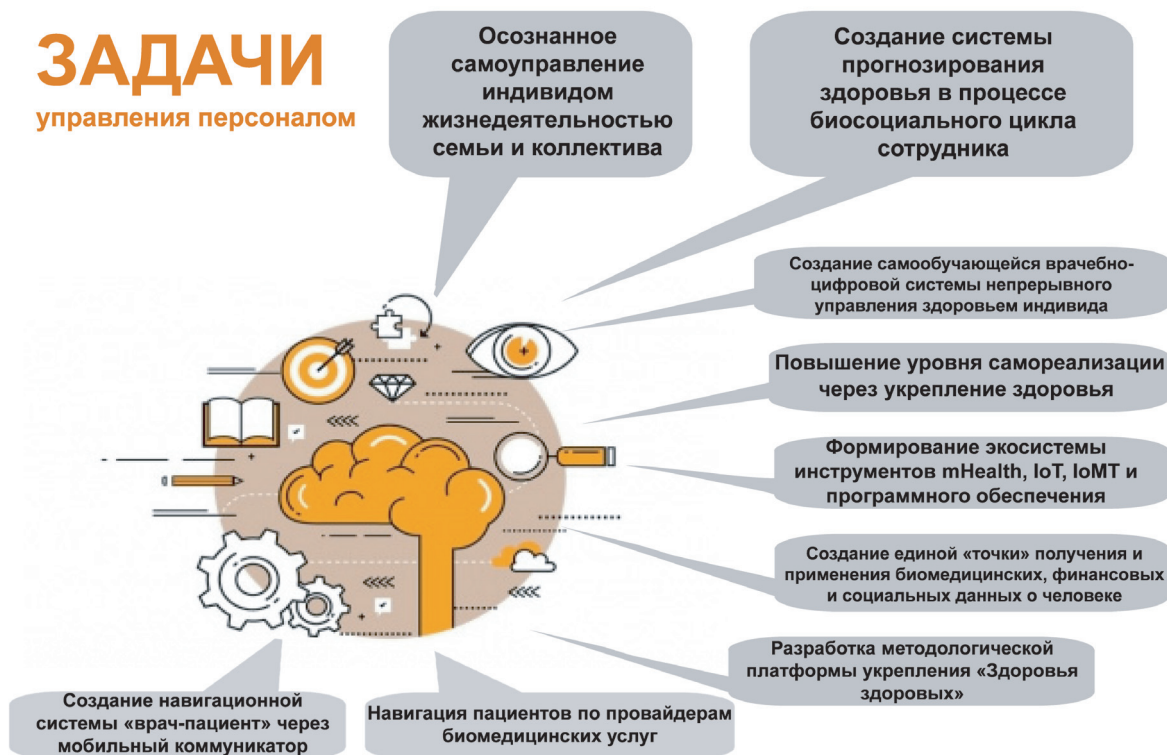 ЗАДАЧИ
управления персоналом
Осознанное
самоуправление
индивидом
жизнедеятельностью
семьи и коллектива
Создание системы
прогнозирования
здоровья в процессе
биосоциального цикла
сотрудника
Создание самообучающейся врачебно-
цифровой системы непрерывного
управления здоровьем индивида
Повышение уровня самореализации
через укрепление здоровья
Формирование экосистемы
инструментов mHealth, IoT, IoMT и
программного обеспечения
Создание единой «точки» получения и
применения биомедицинских, финансовых
и социальных данных о человеке
Разработка методологической
платформы укрепления «Здоровья
здоровых»
Навигация пациентов по провайдерам
биомедицинских услуг
Создание навигационной
системы «врач-пациент» через
мобильный коммуникатор